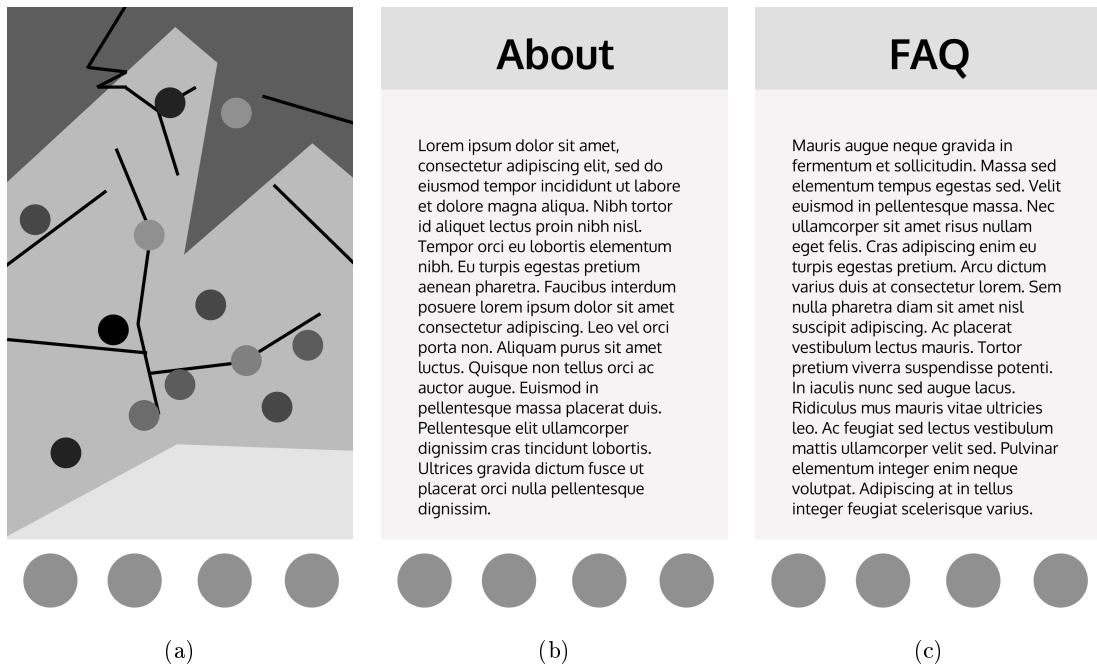 About
Lorem ipsum dolor sit amet,
consectetur adipiscing elit, sed do
eiusmod tempor incididunt ut labore
et dolore magna aliqua. Nibh tortor
id aliquet lectus proin nibh nisl.
Tempor orci eu lobortis elementum
nibh. Eu turpis egestas pretium
aenean pharetra. Faucibus interdum
posuere lorem ipsum dolor sit amet
consectetur adipiscing. Leo vel orci
porta non. Aliquam purus sit amet
luctus. Quisque non tellus orci ac
auctor augue. Euismod in
pellentesque massa placerat duis.
Pellentesque elit ullamcorper
dignissim cras tincidunt lobortis.
Ultrices gravida dictum fusce ut
placerat orci nulla pellentesque
dignissim.
FAQ
Mauris augue neque gravida in
fermentum et sollicitudin. Massa sed
elementum tempus egestas sed. Velit
euismod in pellentesque massa. Nec
ullamcorper sit amet risus nullam
eget felis. Cras adipiscing enim eu
turpis egestas pretium. Arcu dictum
varius duis at consectetur lorem. Sem
nulla pharetra diam sit amet nisl
suscipit adipiscing. Ac placerat
vestibulum lectus mauris. Tortor
pretium viverra suspendisse potenti.
In iaculis nunc sed augue lacus.
Ridiculus mus mauris vitae ultricies
leo. Ac feugiat sed lectus vestibulum
mattis ullamcorper velit sed. Pulvinar
elementum integer enim neque
volutpat. Adipiscing at in tellus
integer feugiat scelerisque varius.
(a)
(b)
(c)